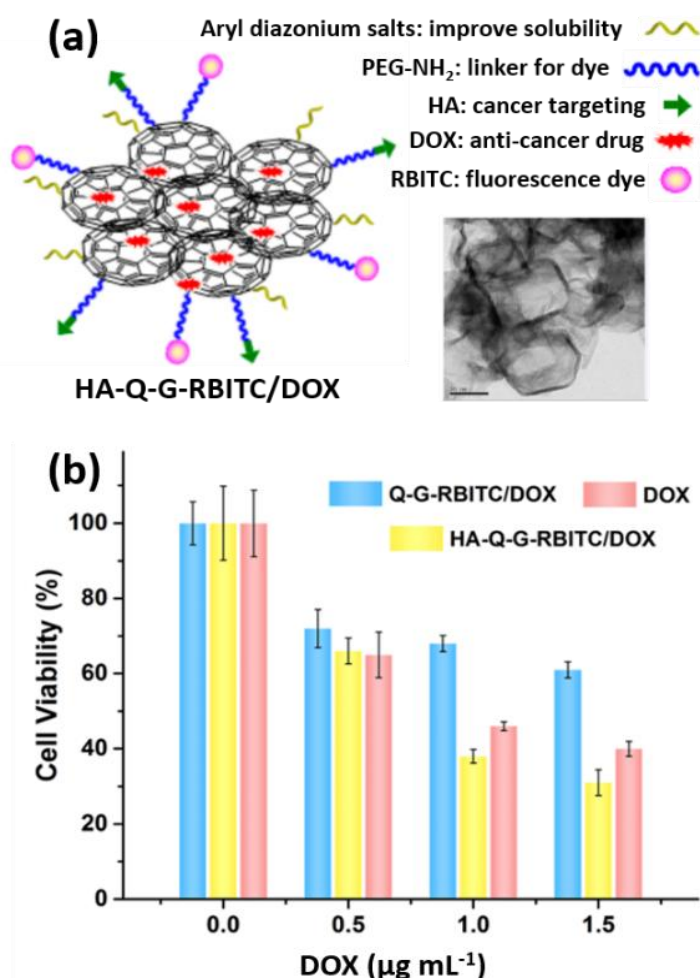 (a)
Aryl diazonium salts: improve solubility
PEG-NH₂: linker for dye
HA: cancer targeting
DOX: anti-cancer drug
RBITC: fluorescence dye
HA-Q-G-RBITC/DOX
(b)
Q-G-RBITC/DOX
DOX
HA-Q-G-RBITC/DOX
Cell Viability (%)
100
80
60
40
20
0
0.0
0.5
1.0
1.5
DOX (µg mL⁻¹)